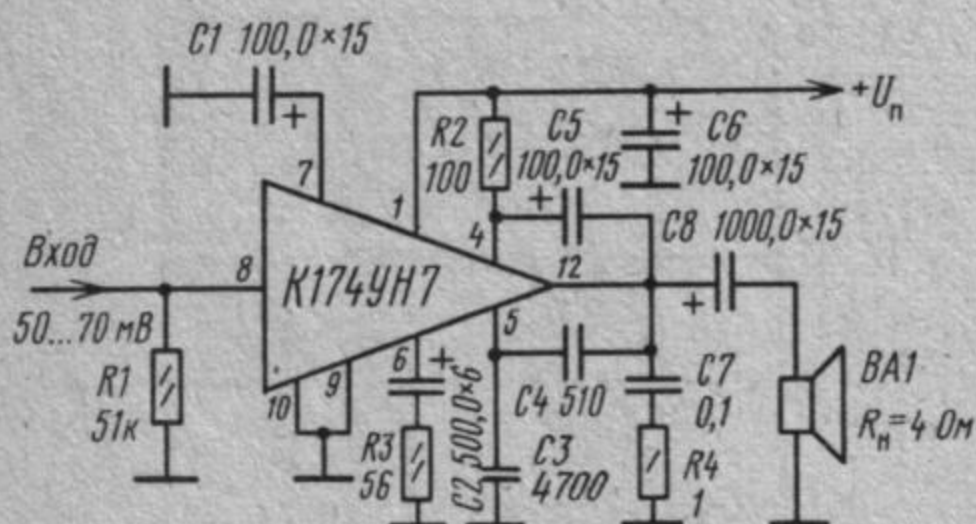 C1 100,0×15
+
+Uп
R2
100
C5
100,0×15
+
+
C6
100,0×15
7
1
4
C8 1000,0×15
+
Вход
8
К174УН7
12
50...70 мВ
5
R1
51к
10
9
6
+
C2 500,0×6
R3
56
C4 510
C3
4700
C7
0,1
R4
1
BA1
Rн=4 Ом